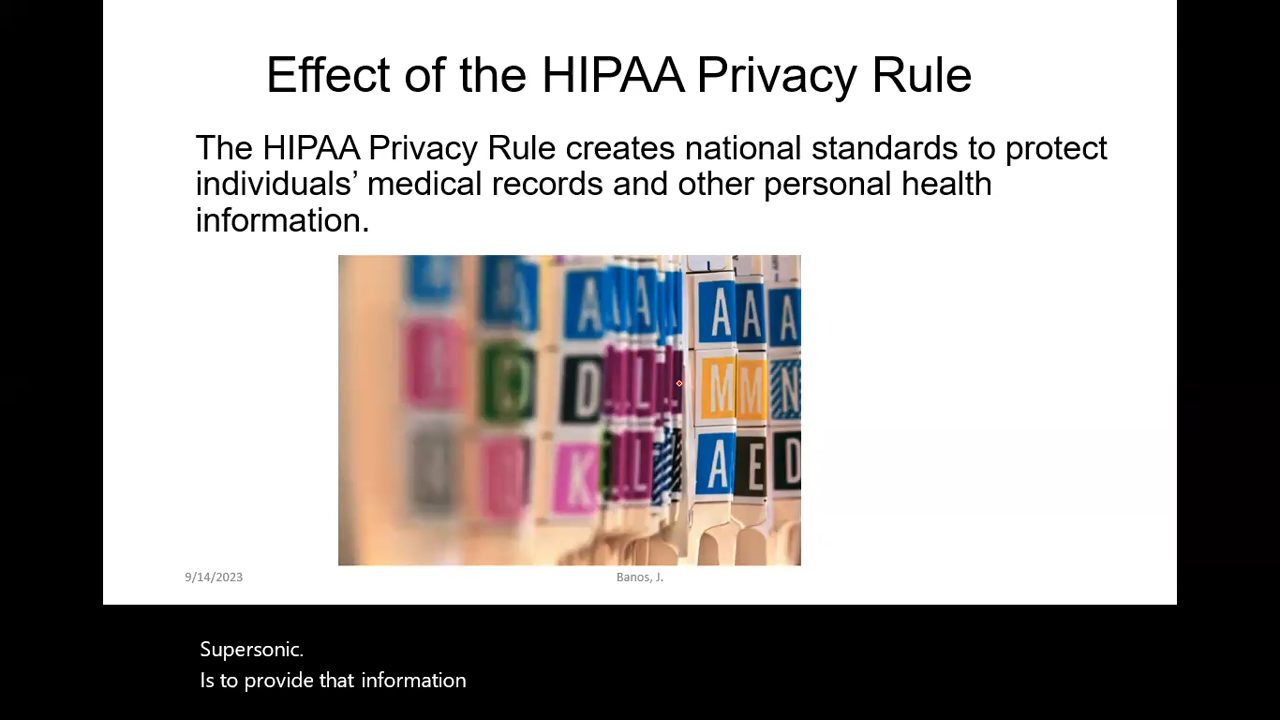 Effect of the HIPAA Privacy Rule
The HIPAA Privacy Rule creates national standards to protect
individuals’ medical records and other personal health
information.
A A A A A
D L M M N
K L A E D
9/14/2023
Banos, J.
Supersonic.
Is to provide that information